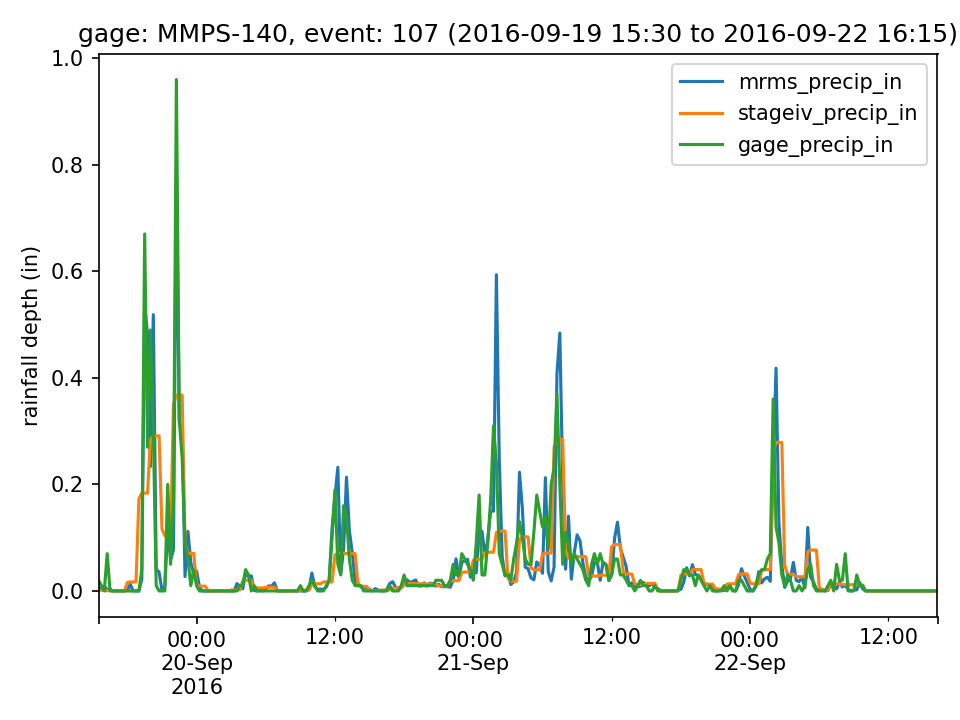 gage: MMPS-140, event: 107 (2016-09-19 15:30 to 2016-09-22 16:15)
mrms_precip_in
stageiv_precip_in
gage_precip_in
rainfall depth (in)
1.0
0.8
0.6
0.4
0.2
0.0
00:00 12:00 00:00 12:00 00:00 12:00
20-Sep 21-Sep 22-Sep
2016